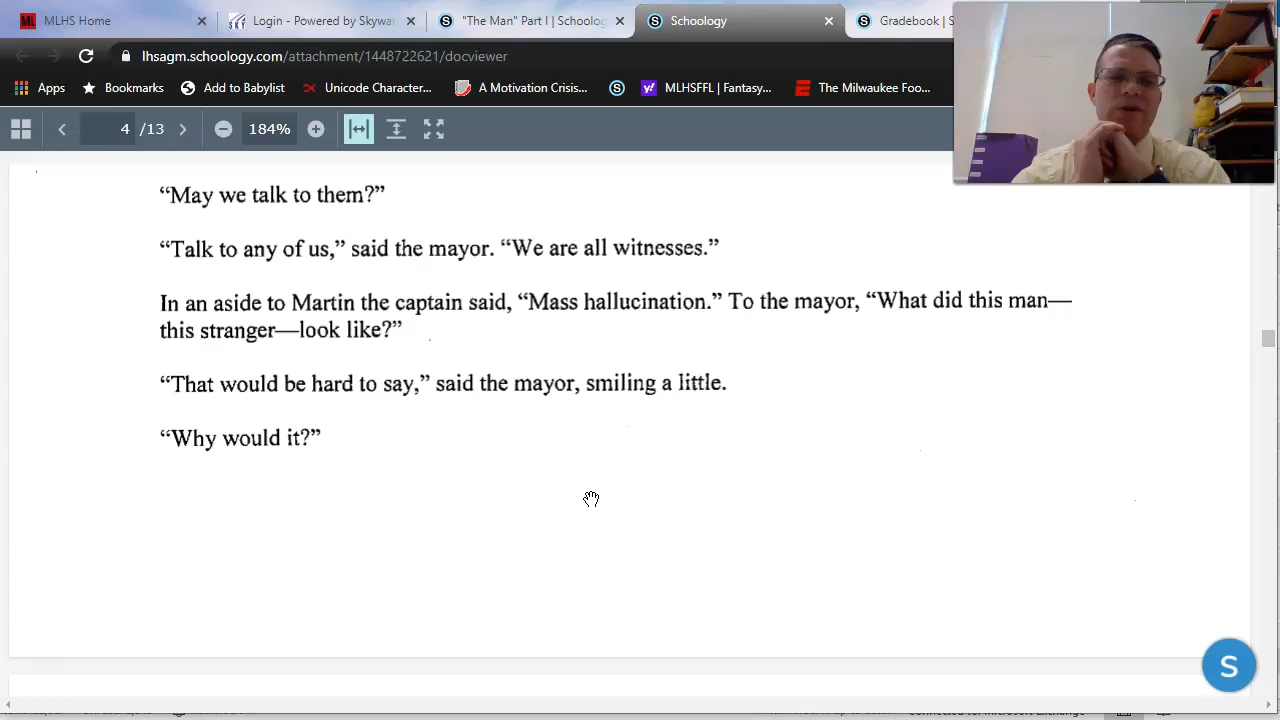 MLHS Home
Login - Powered by Skywar
"The Man" Part I | Schoolog
Schoology
Gradebook | S
lhsagm.schoology.com/attachment/1448722621/docviewer
Apps
Bookmarks
Add to Babylist
Unicode Character...
A Motivation Crisis...
MLHSFFL | Fantasy...
The Milwaukee Foo...
4 /13
184%
“May we talk to them?”
“Talk to any of us,” said the mayor. “We are all witnesses.”
In an aside to Martin the captain said, “Mass hallucination.” To the mayor, “What did this man—
this stranger—look like?”
“That would be hard to say,” said the mayor, smiling a little.
“Why would it?”
S